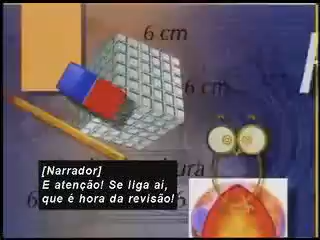 6 cm
6 cm
[Narrador]
E atenção! Se liga aí,
que é hora da revisão!